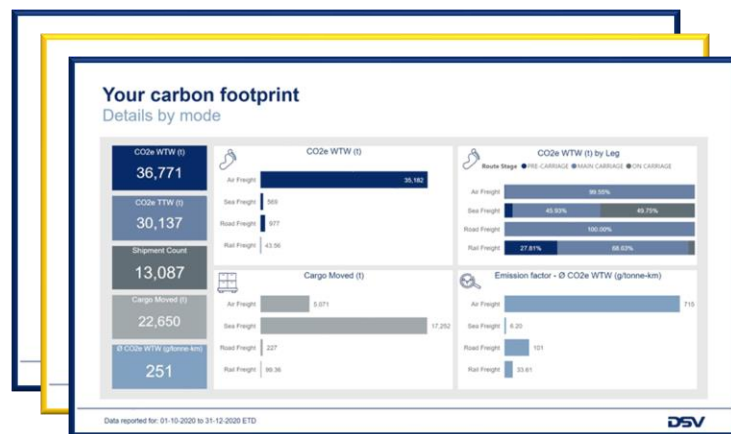 Your carbon footprint
Details by mode
CO2e WTW (t)
36,771
CO2e TTW (t)
30,137
Shipment Count
13,087
Cargo Moved (t)
22,650
Ø CO2e WTW (g/tonne-km)
251
CO2e WTW (t)
Air Freight 35,182
Sea Freight 569
Road Freight 977
Rail Freight 43.56
CO2e WTW (t) by Leg
Route Stage PRE-CARRIAGE MAIN CARRIAGE ON CARRIAGE
Air Freight 99.55%
Sea Freight 45.93% 49.75%
Road Freight 100.00%
Rail Freight 27.81% 68.63%
Cargo Moved (t)
Air Freight 5,071
Sea Freight 17,252
Road Freight 227
Rail Freight 99.36
Emission factor - Ø CO2e WTW (g/tonne-km)
Air Freight 715
Sea Freight 6.20
Road Freight 101
Rail Freight 33.61
Data reported for: 01-10-2020 to 31-12-2020 ETD
DSV